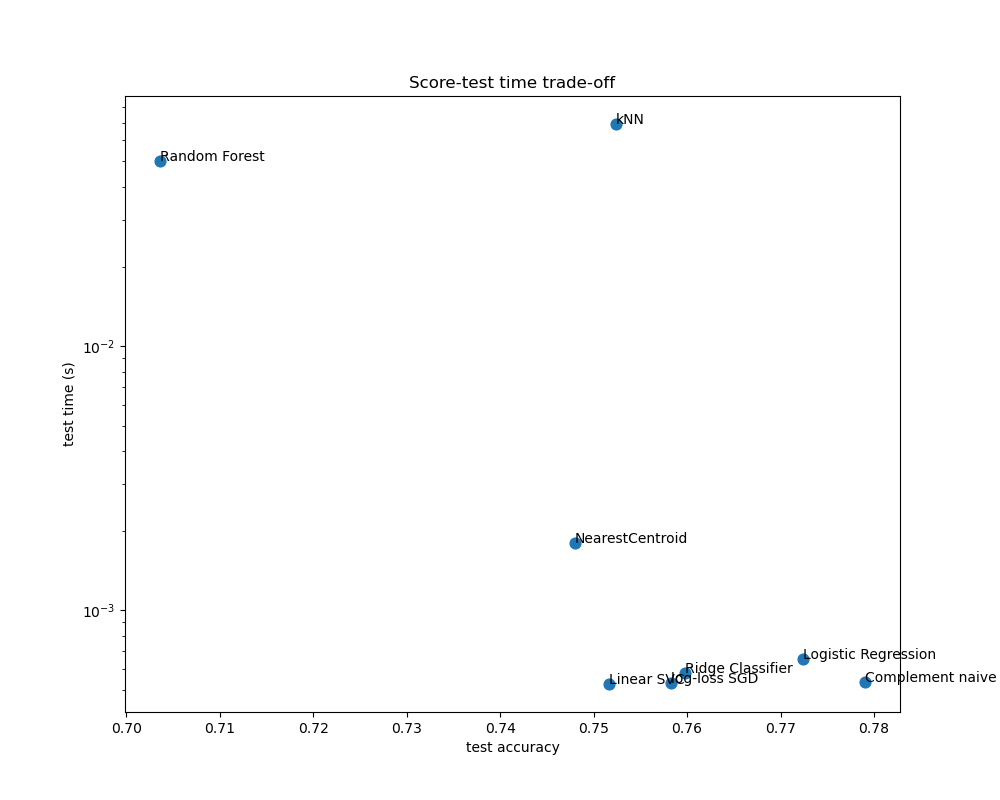 Score-test time trade-off
kNN
Random Forest
10⁻²
test time (s)
NearestCentroid
10⁻³
Logistic Regression
Ridge Classifier
Linear SVC
log-loss SGD
Complement naive
0.70 0.71 0.72 0.73 0.74 0.75 0.76 0.77 0.78
test accuracy